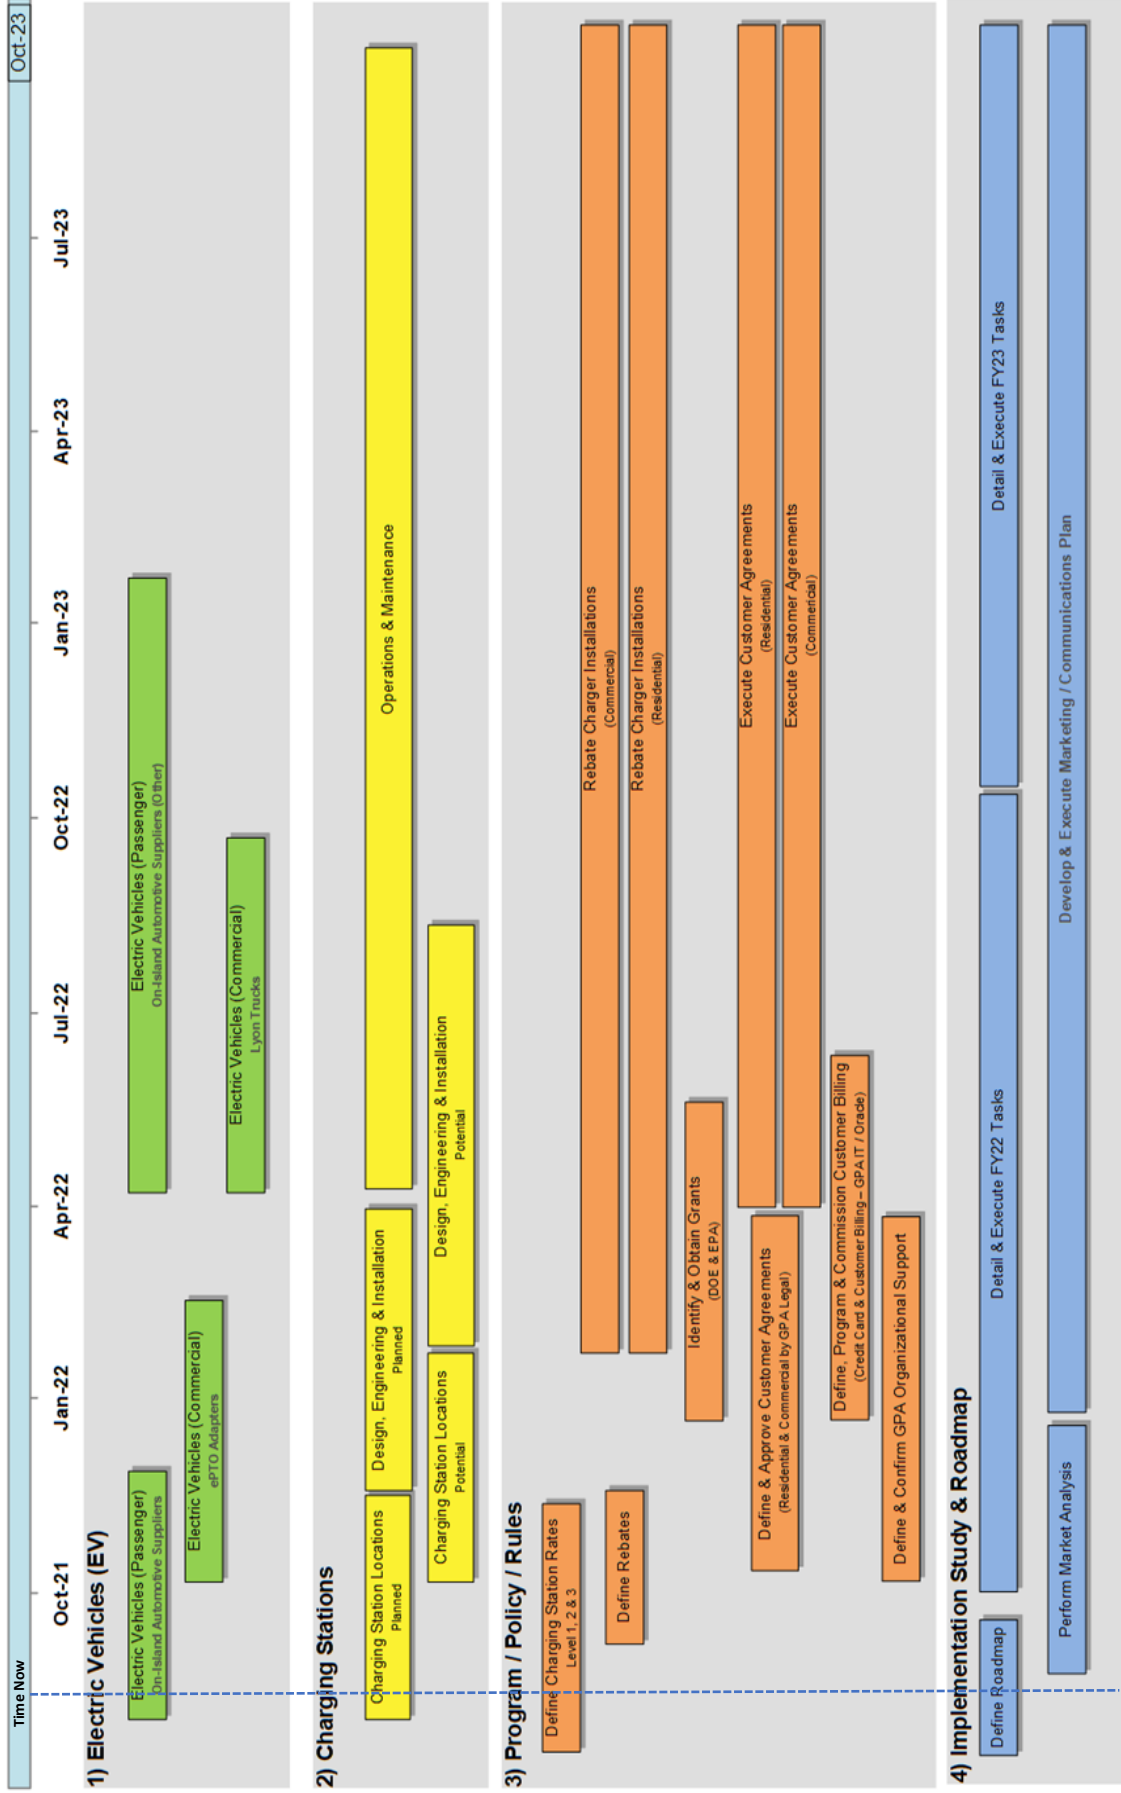 Time Now
Oct-21
Jan-22
Apr-22
Jul-22
Oct-22
Jan-23
Apr-23
Jul-23
Oct-23
1) Electric Vehicles (EV)
Electric Vehicles (Passenger)
On-Island Automotive Suppliers
Electric Vehicles (Passenger)
On-Island Automotive Suppliers (Other)
Electric Vehicles (Commercial)
ePTO Adapters
Electric Vehicles (Commercial)
Lyon Trucks
2) Charging Stations
Charging Station Locations
Planned
Design, Engineering & Installation
Planned
Operations & Maintenance
Charging Station Locations
Potential
Design, Engineering & Installation
Potential
3) Program / Policy / Rules
Define Charging Station Rates
Level 1, 2 & 3
Rebate Charger Installations
(Commercial)
Define Rebates
Rebate Charger Installations
(Residential)
Identify & Obtain Grants
(DOE & EPA)
Define & Approve Customer Agreements
(Residential & Commercial by GPA Legal)
Execute Customer Agreements
(Residential)
Execute Customer Agreements
(Commericial)
Define, Program & Commission Customer Billing
(Credit Card & Customer Billing – GPA IT / Oracle)
Define & Confirm GPA Organizational Support
4) Implementation Study & Roadmap
Define Roadmap
Detail & Execute FY22 Tasks
Detail & Execute FY23 Tasks
Perform Market Analysis
Develop & Execute Marketing / Communications Plan